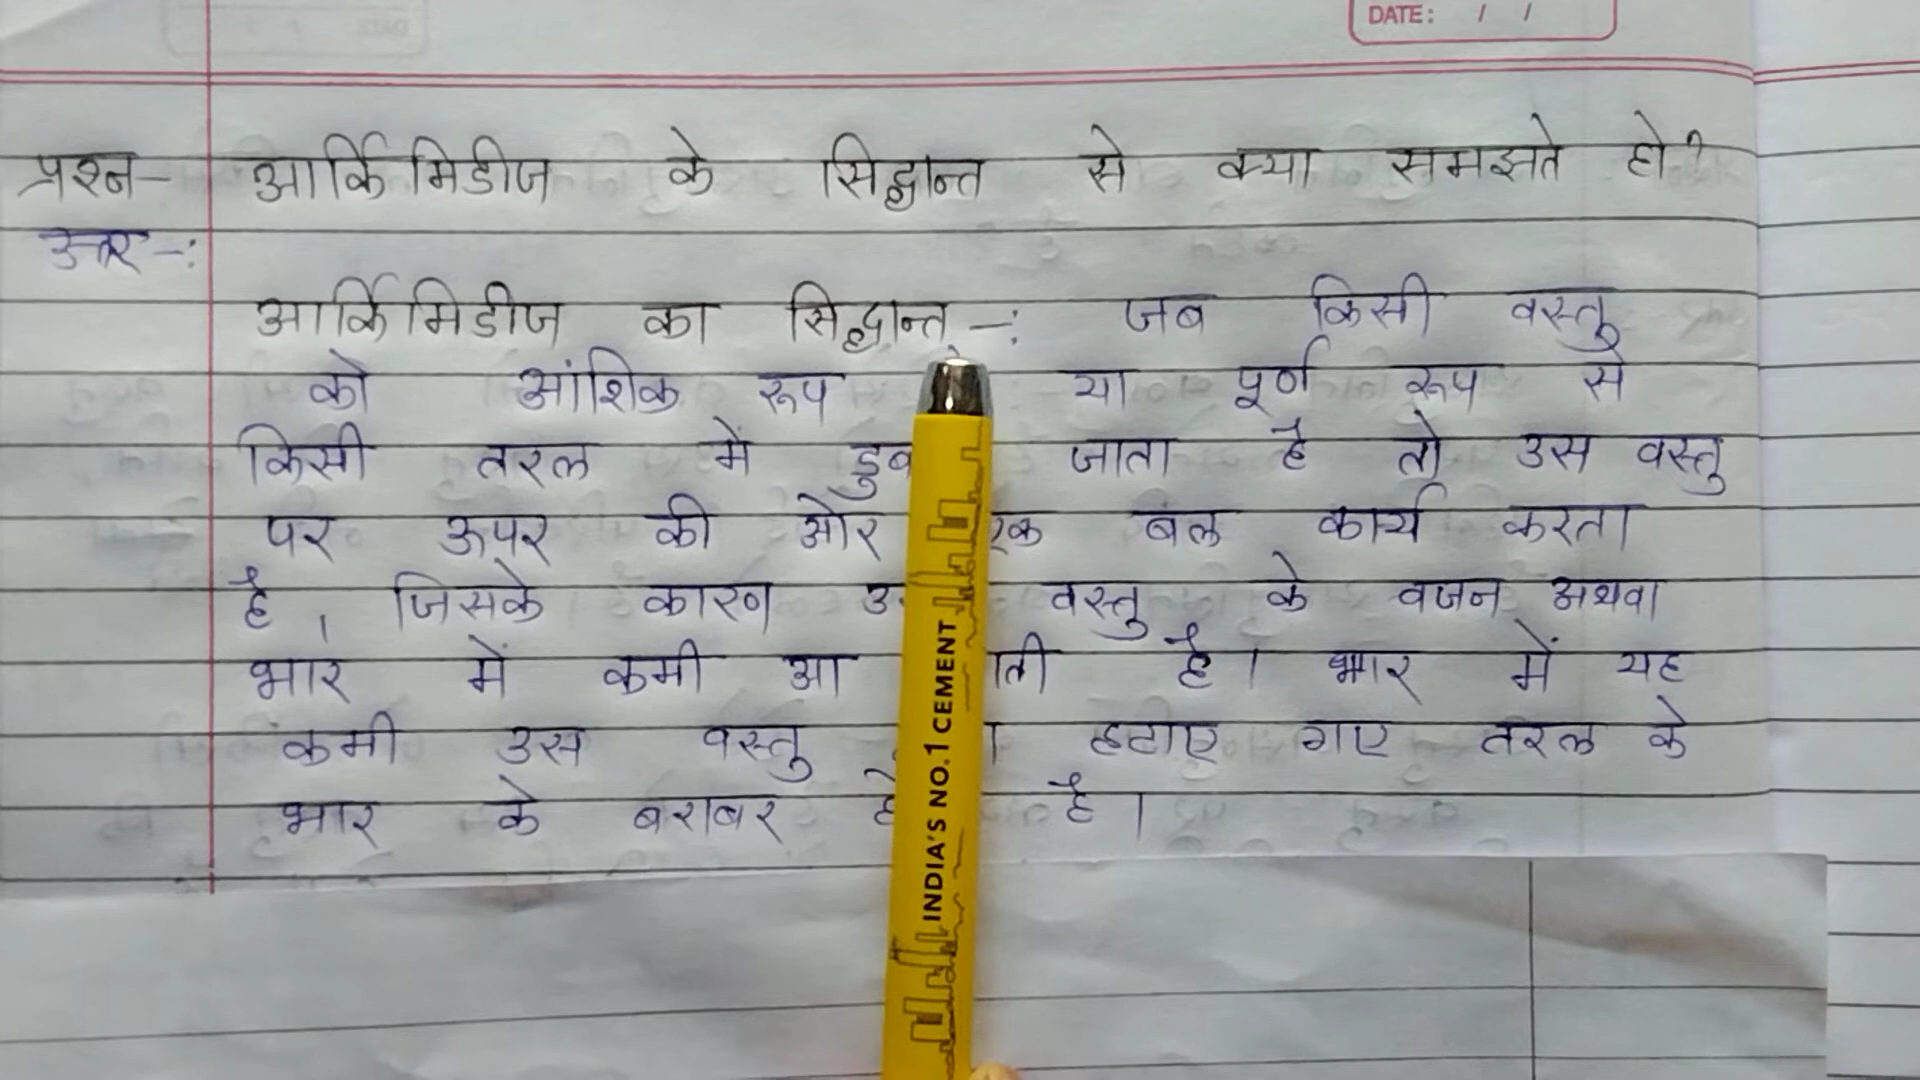 DATE: / /
प्रश्न- आर्किमिडीज के सिद्धान्त से क्या समझते हो?
उत्तर -:
आर्किमिडीज का सिद्धान्त -: जब किसी वस्तु
को आंशिक रूप या पूर्ण रूप से
किसी तरल में जाता है तो उस वस्तु
पर ऊपर की ओर एक बल कार्य करता
है, जिसके कारण वस्तु के वजन अथवा
भार में कमी आ है। भार में यह
कमी उस वस्तु हटाए गए तरल के
भार के बराबर है।
INDIA'S NO.1 CEMENT